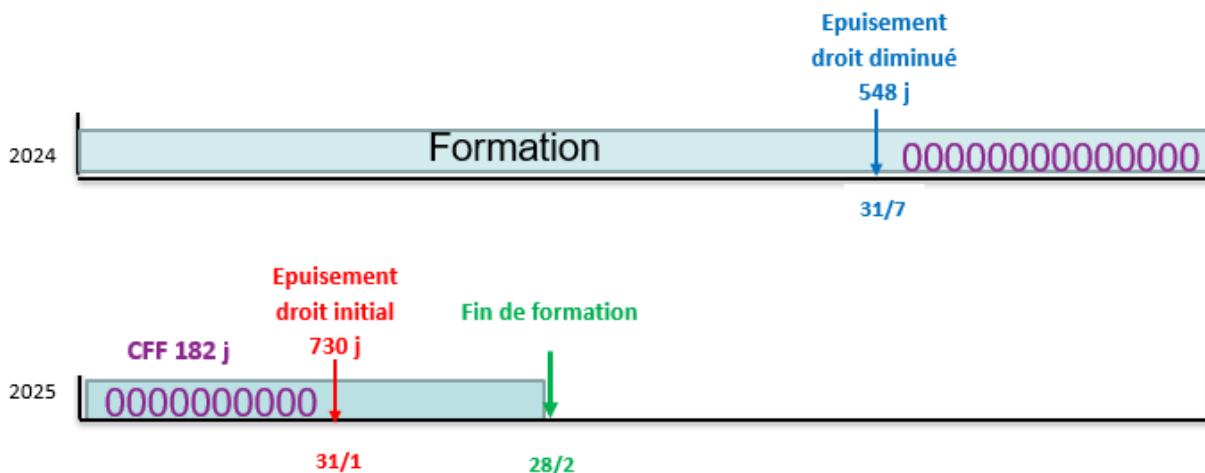 Epuisement
droit diminué
548 j
2024
Formation
000000000000000
31/7
Epuisement
droit initial
730 j
Fin de formation
CFF 182 j
2025
0000000000
31/1
28/2